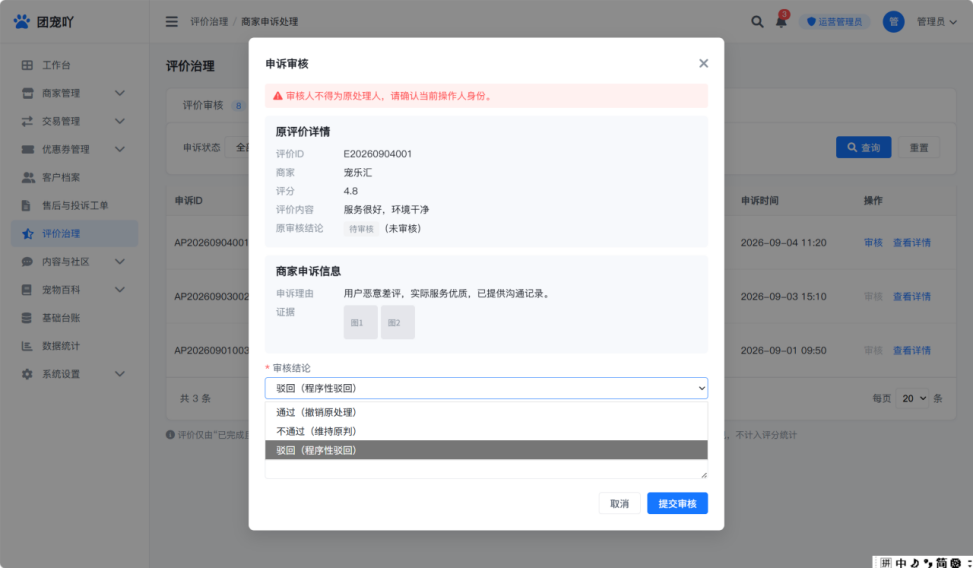 团宠吖
评价治理 / 商家申诉处理
3
运营管理员
管
管理员
工作台
商家管理
交易管理
优惠券管理
客户档案
售后与投诉工单
评价治理
内容与社区
宠物百科
基础台账
数据统计
系统设置
评价治理
评价审核 8
申诉状态
查询
重置
申诉ID
申诉时间
操作
AP20260904001
2026-09-04 11:20
审核 查看详情
AP20260903002
2026-09-03 15:10
审核 查看详情
AP20260901003
2026-09-01 09:50
审核 查看详情
共 3 条
每页 20 条
评价仅由"已完成
，不计入评分统计
申诉审核
审核人不得为原处理人，请确认当前操作人身份。
原评价详情
评价ID E20260904001
商家 宠乐汇
评分 4.8
评价内容 服务很好，环境干净
原审核结论 待审核 (未审核)
商家申诉信息
申诉理由 用户恶意差评，实际服务优质，已提供沟通记录。
证据
图1
图2
* 审核结论
驳回（程序性驳回）
通过（撤销原处理）
不通过（维持原判）
驳回（程序性驳回）
取消
提交审核
拼 中 简